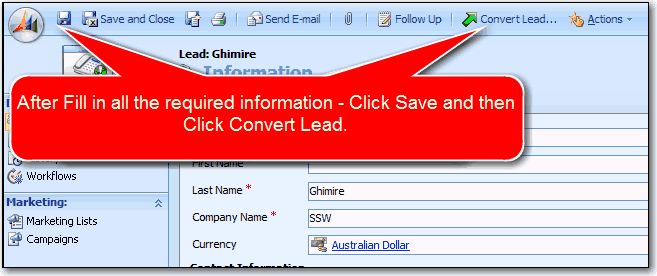 Save and Close Send E-mail Follow Up Convert Lead... Actions
Lead: Ghimire
Information
After Fill in all the required information - Click Save and then
Click Convert Lead.
First Name
Workflows
Last Name * Ghimire
Marketing:
Marketing Lists
Company Name * SSW
Campaigns
Currency Australian Dollar
Contact Information